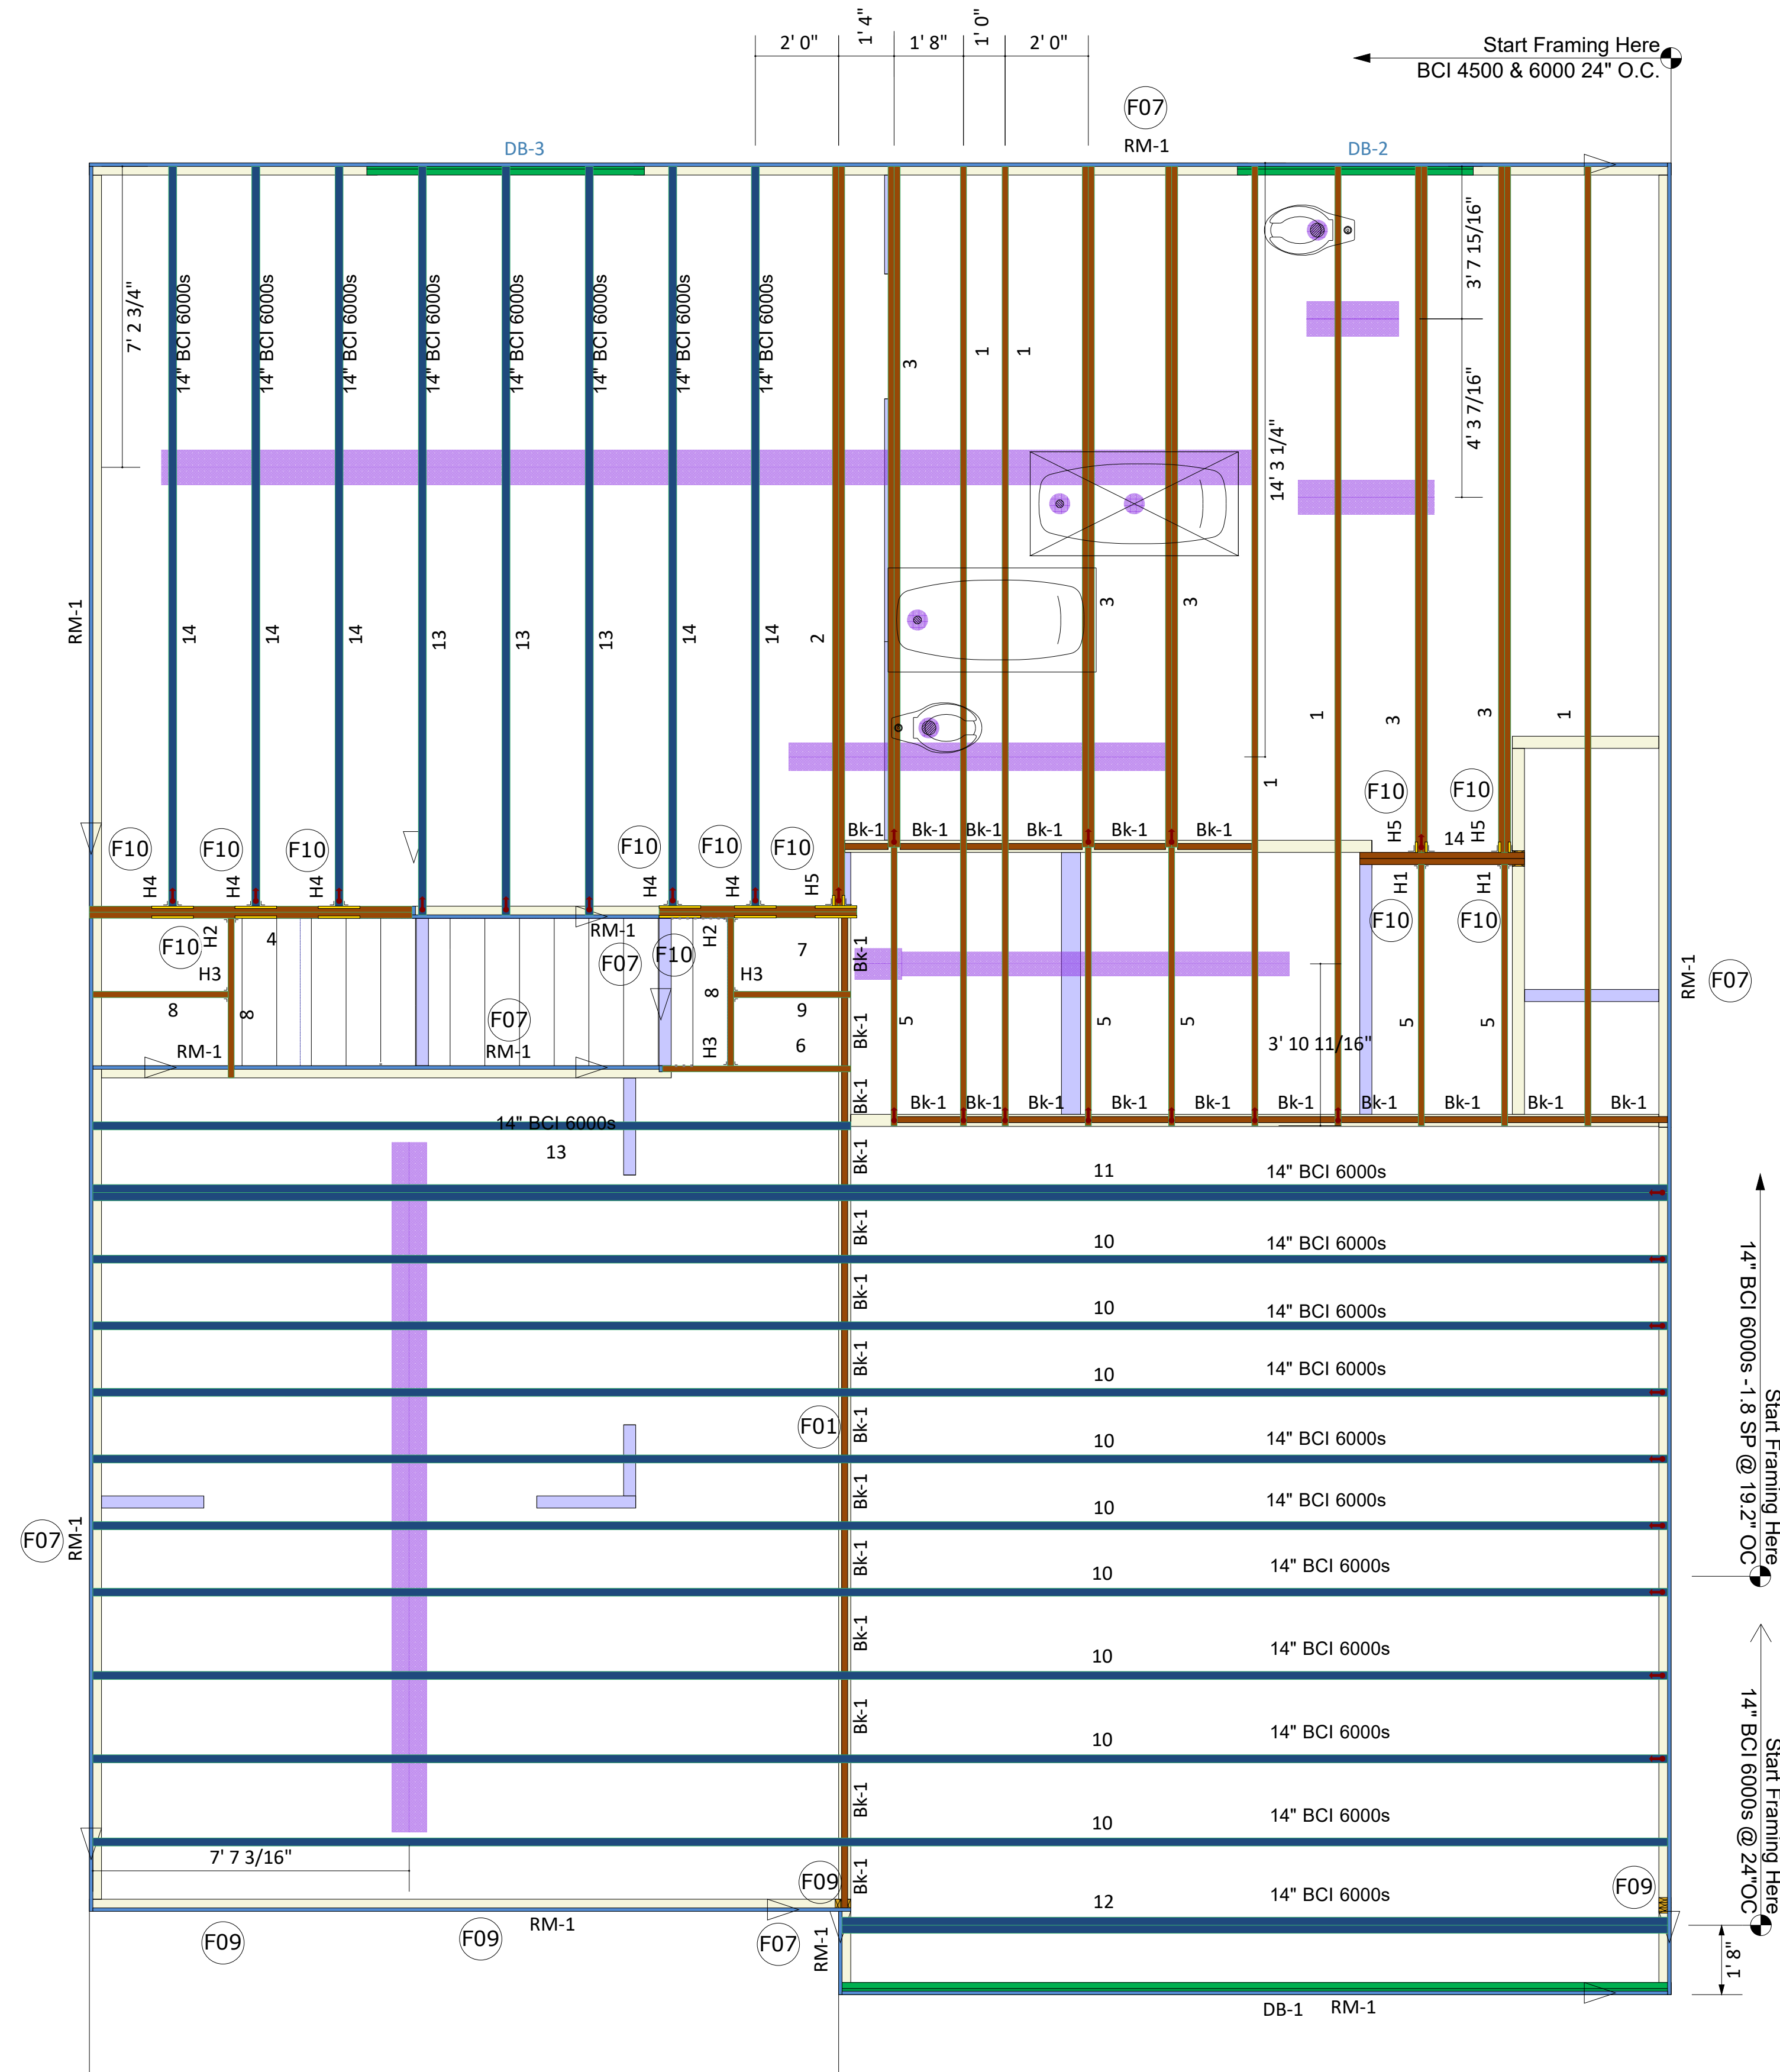 2' 0"
1' 4"
1' 8"
1' 0"
2' 0"
Start Framing Here
BCI 4500 & 6000 24" O.C.
F07
RM-1
DB-3
DB-2
7' 2 3/4"
14" BCI 6000s
14" BCI 6000s
14" BCI 6000s
14" BCI 6000s
14" BCI 6000s
14" BCI 6000s
14" BCI 6000s
14" BCI 6000s
3
1
1
3' 7 15/16"
4' 3 7/16"
14' 3 1/4"
RM-1
14
14
14
13
13
13
14
14
2
3
3
1
3
3
1
1
F10
F10
F10
F10
F10
F10
H4
H4
H4
H4
H4
H5
Bk-1
Bk-1
Bk-1
Bk-1
Bk-1
Bk-1
F10
F10
H5
14
H5
H1
H1
F10
F10
F10
H2
4
H3
8
8
RM-1
RM-1
F07
F07
RM-1
F10
H2
7
H3
8
9
H3
6
Bk-1
Bk-1
Bk-1
5
5
5
3' 10 11/16"
5
5
RM-1
F07
Bk-1
Bk-1
Bk-1
Bk-1
Bk-1
Bk-1
Bk-1
Bk-1
Bk-1
Bk-1
14" BCI 6000s
13
Bk-1
11
14" BCI 6000s
Bk-1
10
14" BCI 6000s
Bk-1
10
14" BCI 6000s
Bk-1
10
14" BCI 6000s
F01
Bk-1
10
14" BCI 6000s
Bk-1
10
14" BCI 6000s
F07
RM-1
Bk-1
10
14" BCI 6000s
Bk-1
10
14" BCI 6000s
Bk-1
10
14" BCI 6000s
Bk-1
10
14" BCI 6000s
7' 7 3/16"
F09
Bk-1
12
14" BCI 6000s
F09
Start Framing Here
14" BCI 6000s -1.8 SP @ 19.2" OC
Start Framing Here
14" BCI 6000s @ 24"OC
1' 8"
F09
F09
RM-1
F07
RM-1
DB-1
RM-1